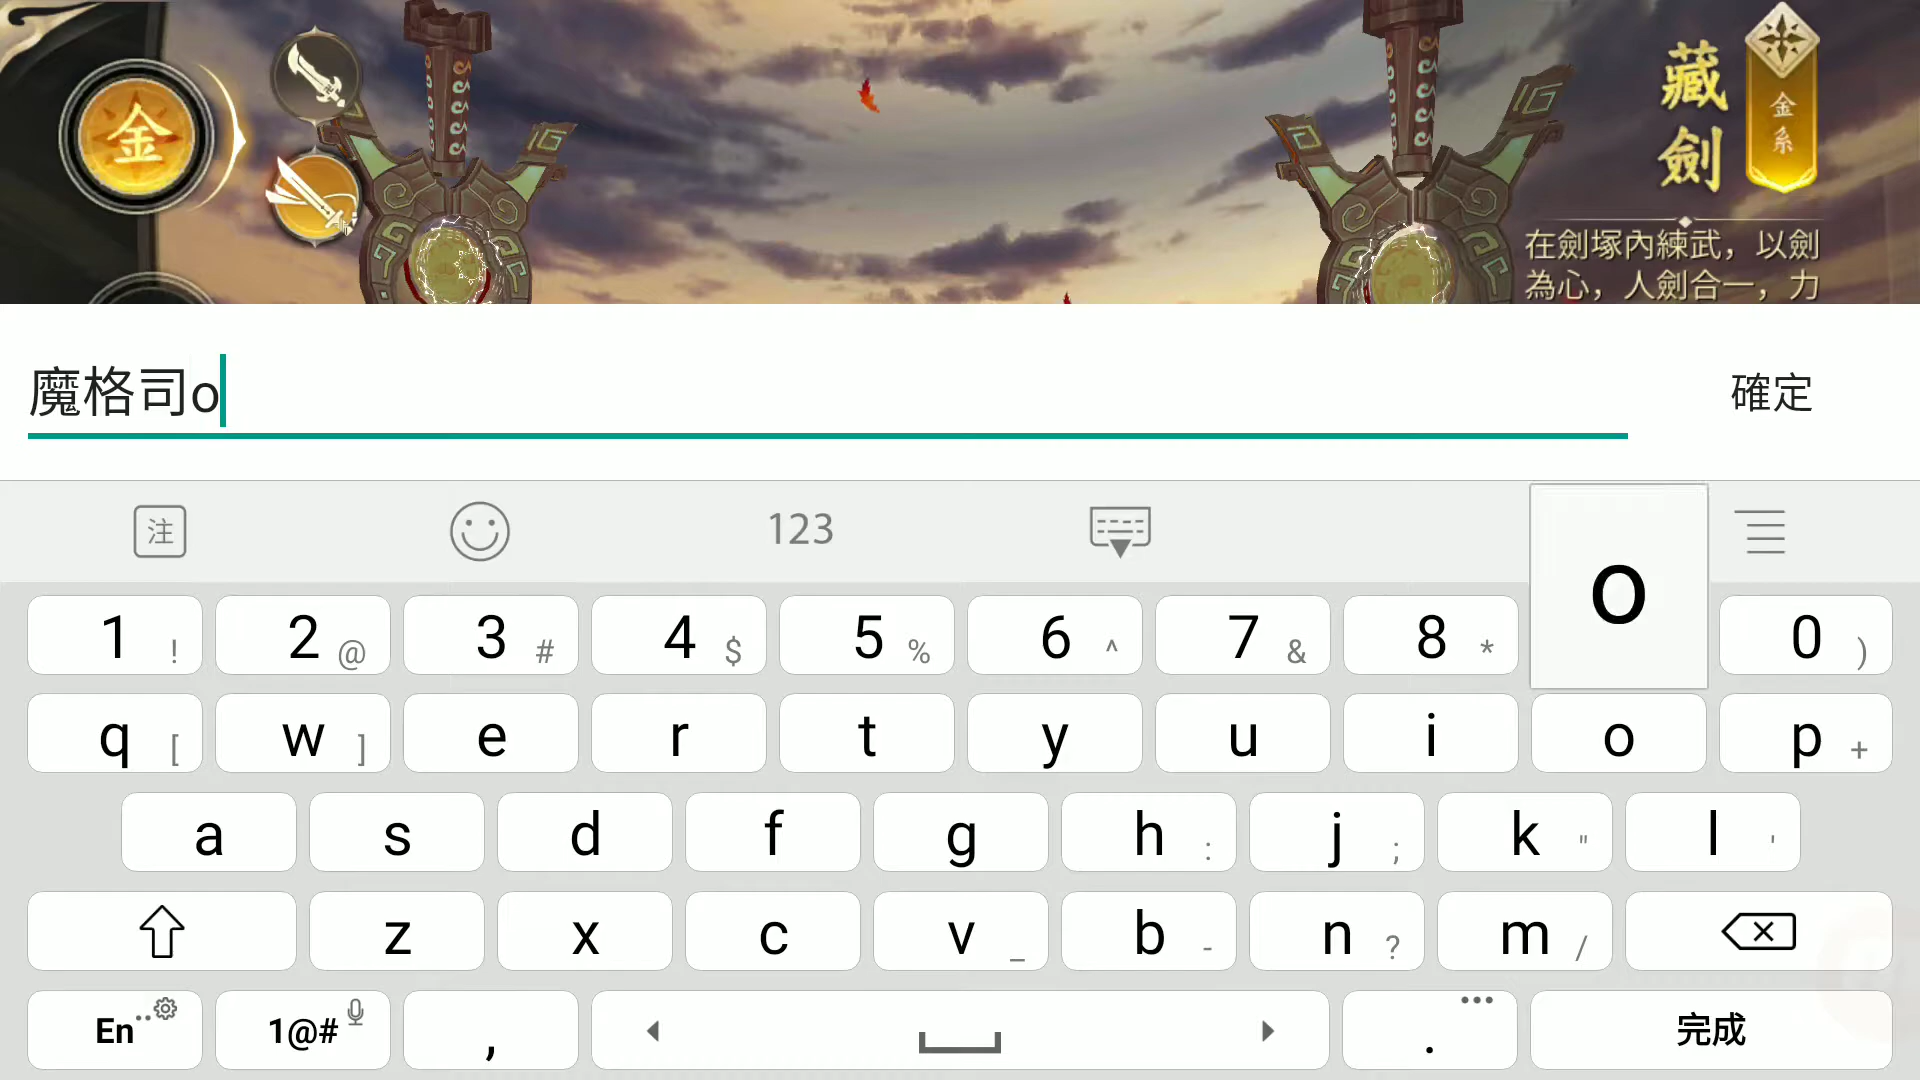 金
藏劍
金系
在劍塚內練武，以劍
為心，人劍合一，力
魔格司o
確定
注
123
o
1 ! 2 @ 3 # 4 $ 5 % 6 ^ 7 & 8 * 0 )
q [ w ] e r t y u i o p +
a s d f g h : j ; k " l '
z x c v _ b - n ? m /
En 1@# , . 完成